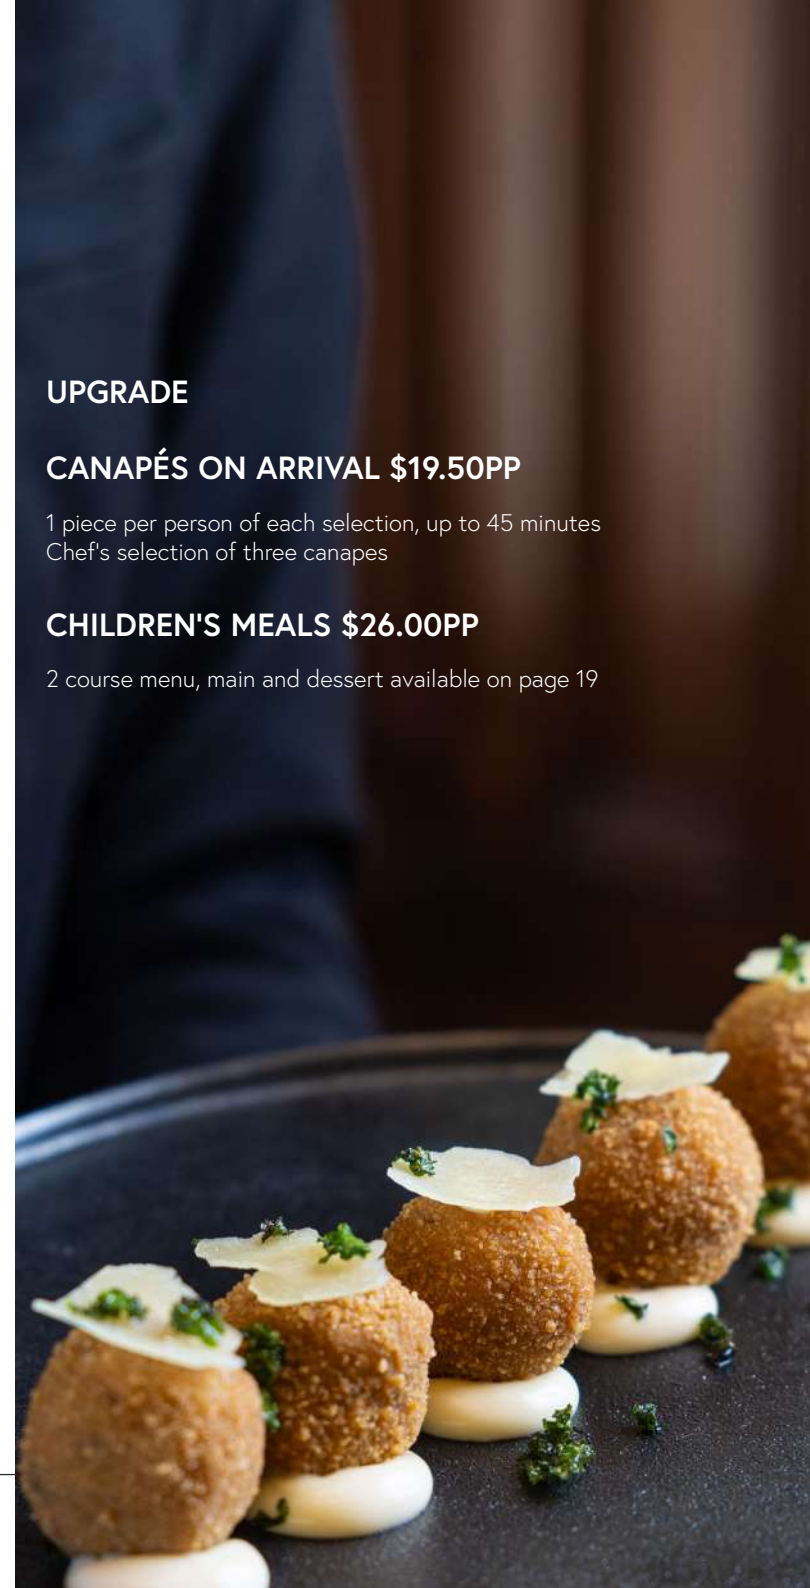 UPGRADE
CANAPÉS ON ARRIVAL $19.50PP
1 piece per person of each selection, up to 45 minutes
Chef's selection of three canapes
CHILDREN'S MEALS $26.00PP
2 course menu, main and dessert available on page 19